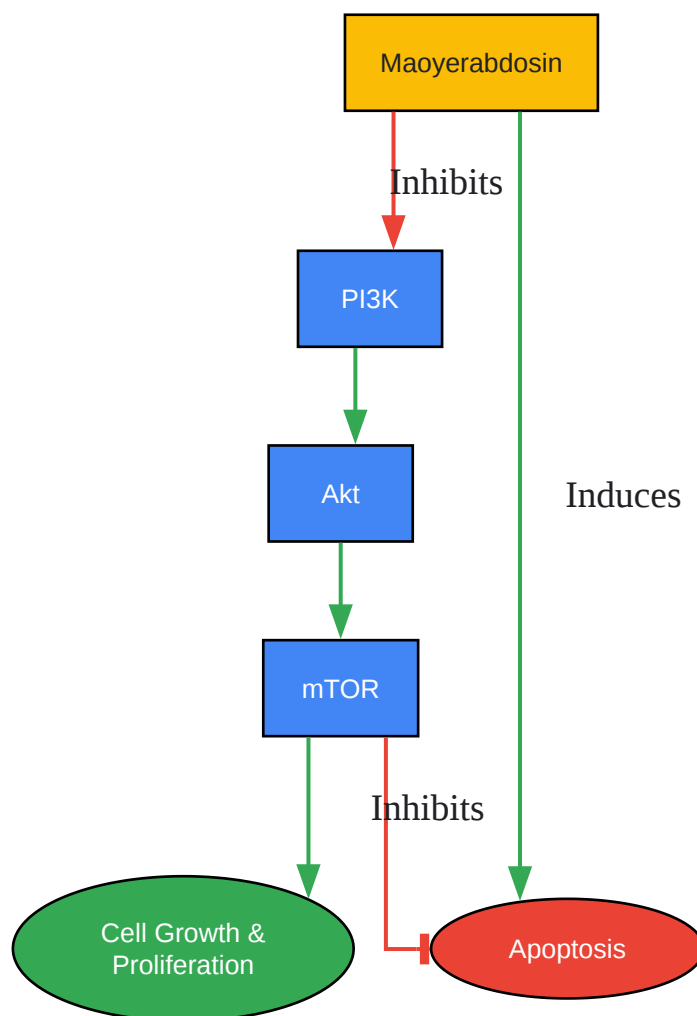 Maoyerabdosin
Inhibits
PI3K
Akt
Induces
mTOR
Inhibits
Cell Growth &
Proliferation
Apoptosis